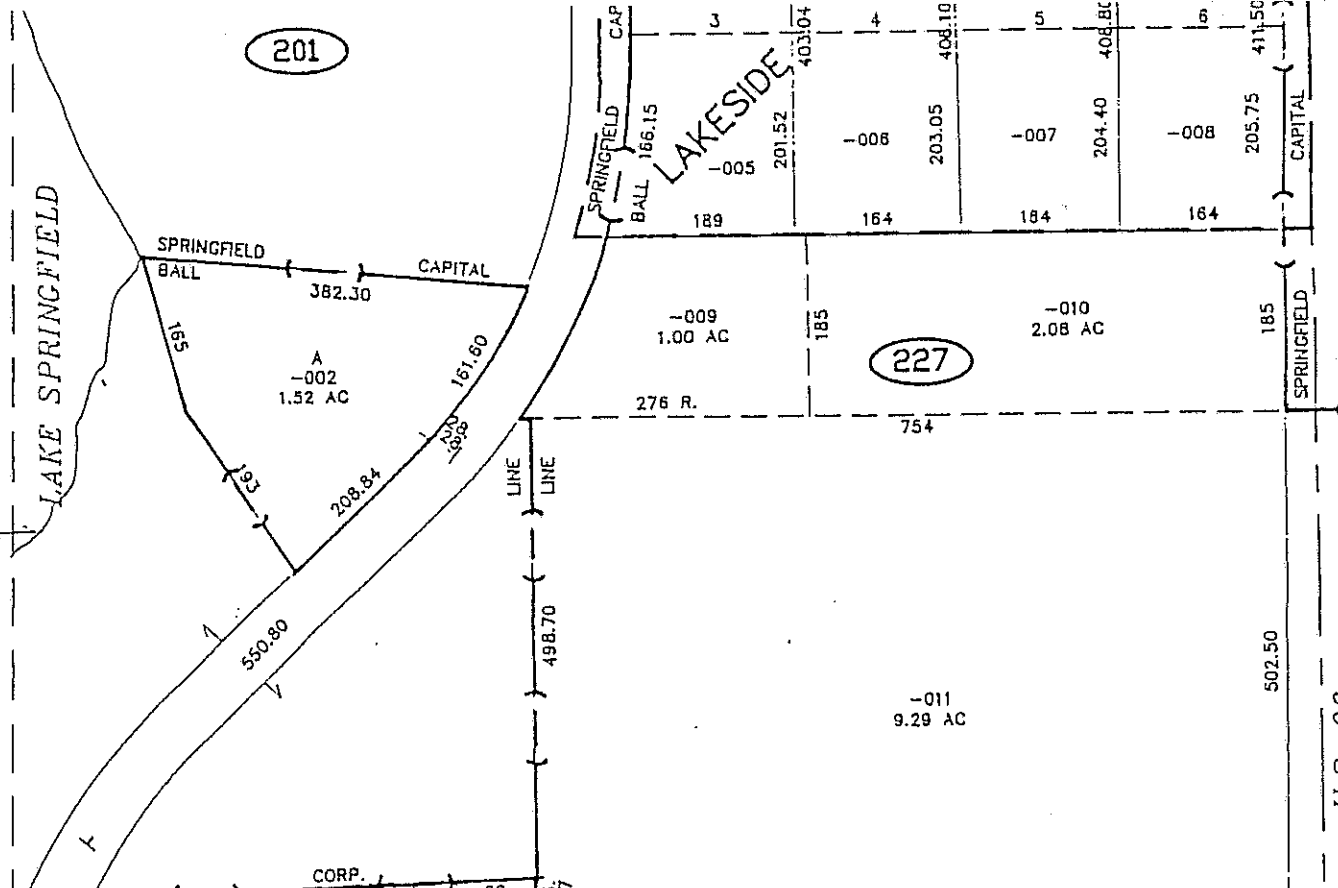 201
CAP
3
4
5
6
403.04
408.10
408.80
411.50
LAKESIDE
SPRINGFIELD
BALL
166.15
-005
201.52
-006
203.05
-007
204.40
-008
205.75
CAPITAL
189
164
184
164
LAKE SPRINGFIELD
SPRINGFIELD
BALL
CAPITAL
382.30
165
A
-002
1.52 AC
161.60
193
208.84
-009
1.00 AC
185
227
-010
2.08 AC
185
SPRINGFIELD
276 R.
754
LINE
LINE
550.80
498.70
-011
9.29 AC
502.50
CORP.